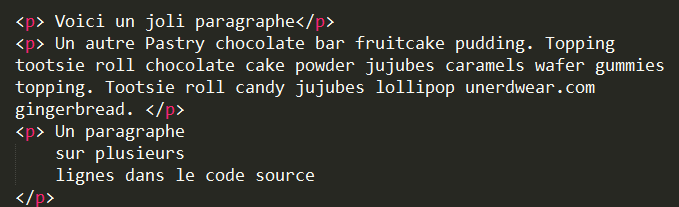 <p> Voici un joli paragraphe</p>
<p> Un autre Pastry chocolate bar fruitcake pudding. Topping
tootsie roll chocolate cake powder jujubes caramels wafer gummies
topping. Tootsie roll candy jujubes lollipop unerdwear.com
gingerbread. </p>
<p> Un paragraphe
    sur plusieurs
    lignes dans le code source
</p>